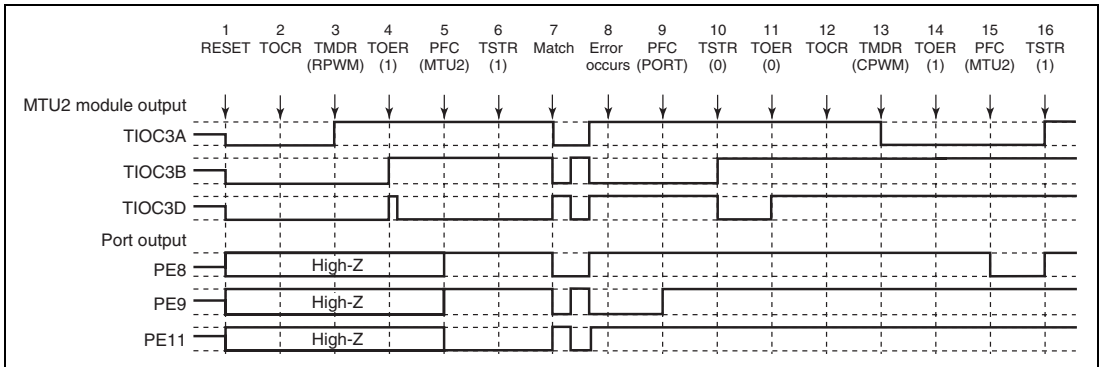 1 2 3 4 5 6 7 8 9 10 11 12 13 14 15 16
RESET TOCR TMDR TOER PFC TSTR Match Error PFC TSTR TOER TOCR TMDR TOER PFC TSTR
(RPWM) (1) (MTU2) (1) occurs (PORT) (0) (0) (CPWM) (1) (MTU2) (1)
MTU2 module output
TIOC3A
TIOC3B
TIOC3D
Port output
PE8 High-Z
PE9 High-Z
PE11 High-Z